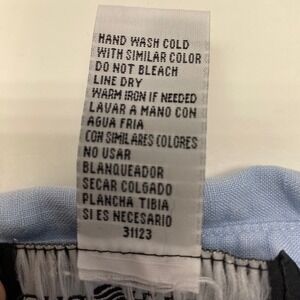 HAND WASH COLD
WITH SIMILAR COLOR
DO NOT BLEACH
LINE DRY
WARM IRON IF NEEDED
LAVAR A MANO CON
AGUA FRIA
CON SIMILARES COLORES
NO USAR
BLANQUEADOR
SECAR COLGADO
PLANCHA TIBIA
SI ES NECESARIO
31123